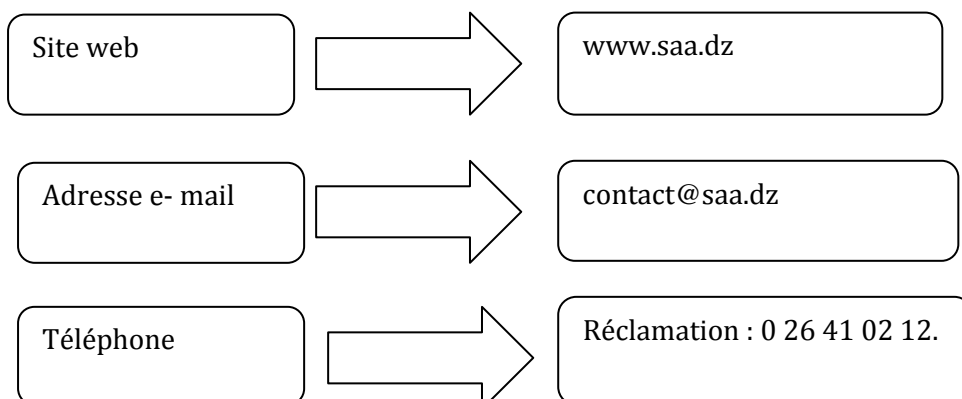 Site web
www.saa.dz
Adresse e- mail
contact@saa.dz
Téléphone
Réclamation : 0 26 41 02 12.